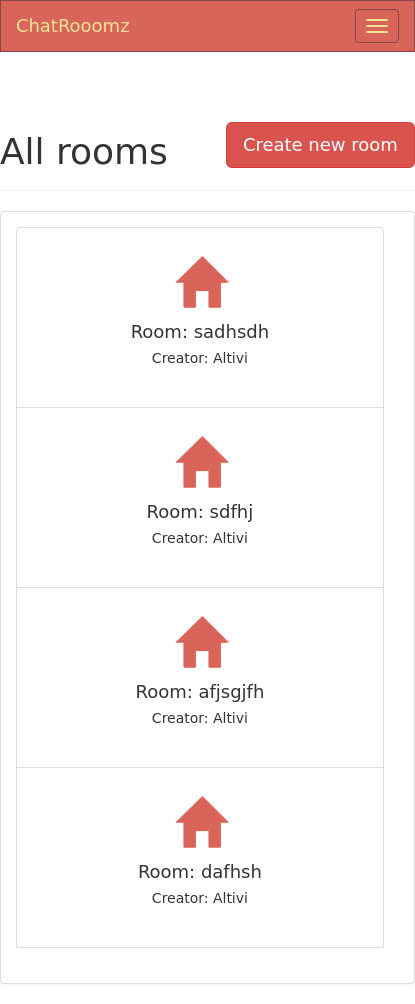 ChatRooomz
All rooms
Create new room
Room: sadhsdh
Creator: Altivi
Room: sdfhj
Creator: Altivi
Room: afjsgjfh
Creator: Altivi
Room: dafhsh
Creator: Altivi